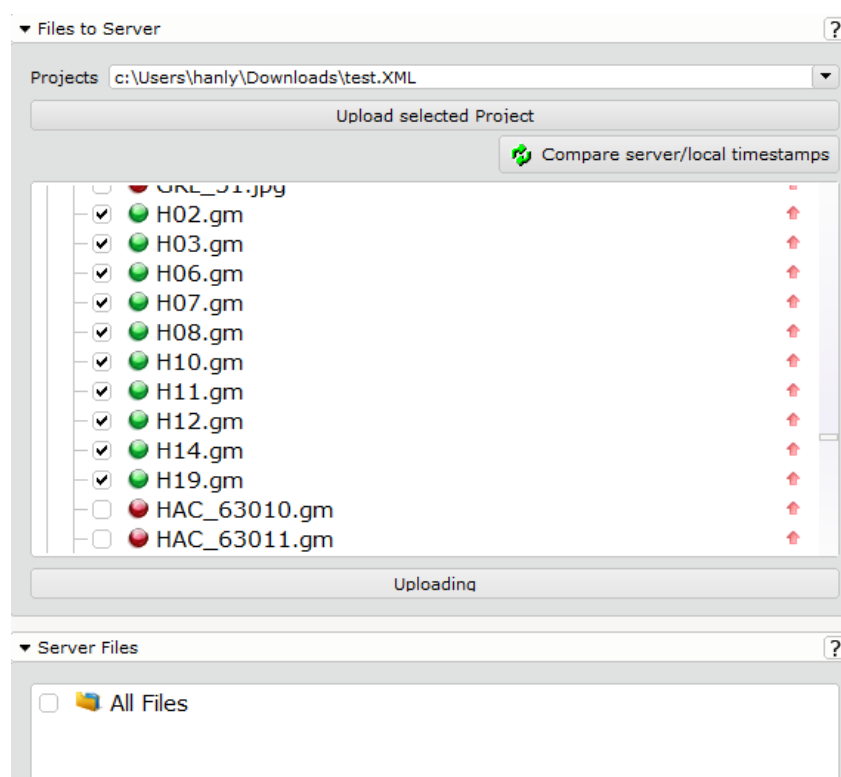 Files to Server
?
Projects c:\Users\hanly\Downloads\test.XML
Upload selected Project
Compare server/local timestamps
GRL_51.jpg
H02.gm
H03.gm
H06.gm
H07.gm
H08.gm
H10.gm
H11.gm
H12.gm
H14.gm
H19.gm
HAC_63010.gm
HAC_63011.gm
Uploading
Server Files
?
All Files